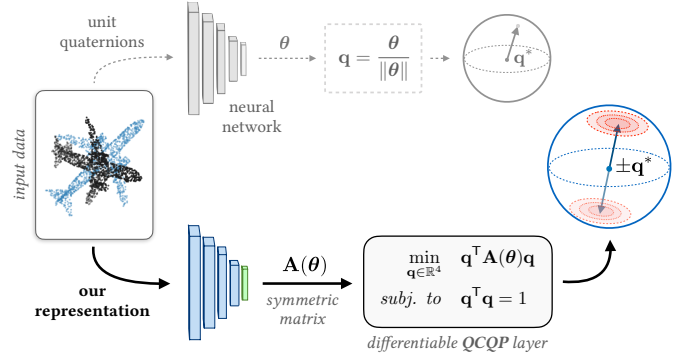 unit
quaternions
θ
q = θ / ‖θ‖
q*
neural
network
input data
±q*
our
representation
A(θ)
symmetric
matrix
min q∈ℝ⁴ qᵀA(θ)q
subj. to qᵀq = 1
differentiable QCQP layer